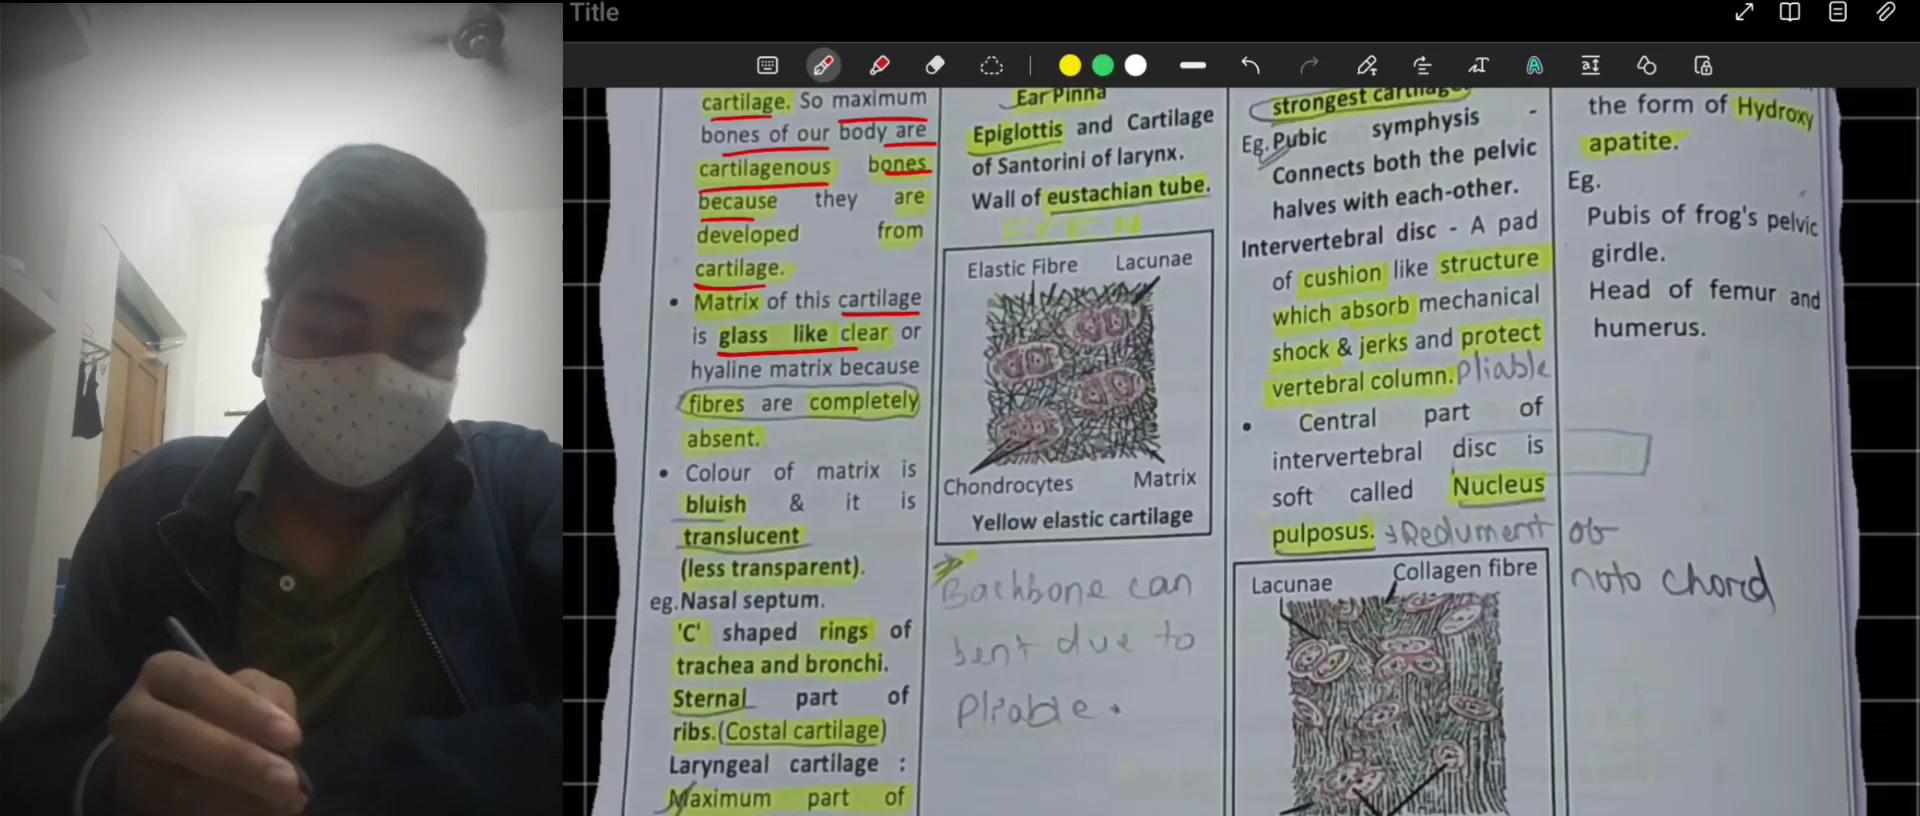 Title
cartilage. So maximum
bones of our body are
cartilagenous bones
because they are
developed from
cartilage.
• Matrix of this cartilage
is glass like clear or
hyaline matrix because
fibres are completely
absent.
• Colour of matrix is
bluish & it is
translucent
(less transparent).
eg. Nasal septum.
'C' shaped rings of
trachea and bronchi.
Sternal part of
ribs.(Costal cartilage)
Laryngeal cartilage :
Maximum part of
Ear Pinna
Epiglottis and Cartilage
of Santorini of larynx.
Wall of eustachian tube.
Elastic Fibre Lacunae
Chondrocytes Matrix
Yellow elastic cartilage
Backbone can
bent due to
Pliable.
strongest cartilage.
Eg. Pubic symphysis -
Connects both the pelvic
halves with each-other.
Intervertebral disc - A pad
of cushion like structure
which absorb mechanical
shock & jerks and protect
vertebral column. Pliable
• Central part of
intervertebral disc is
soft called Nucleus
pulposus. Redument of
noto chord
Lacunae Collagen fibre
the form of Hydroxy
apatite.
Eg.
Pubis of frog's pelvic
girdle.
Head of femur and
humerus.